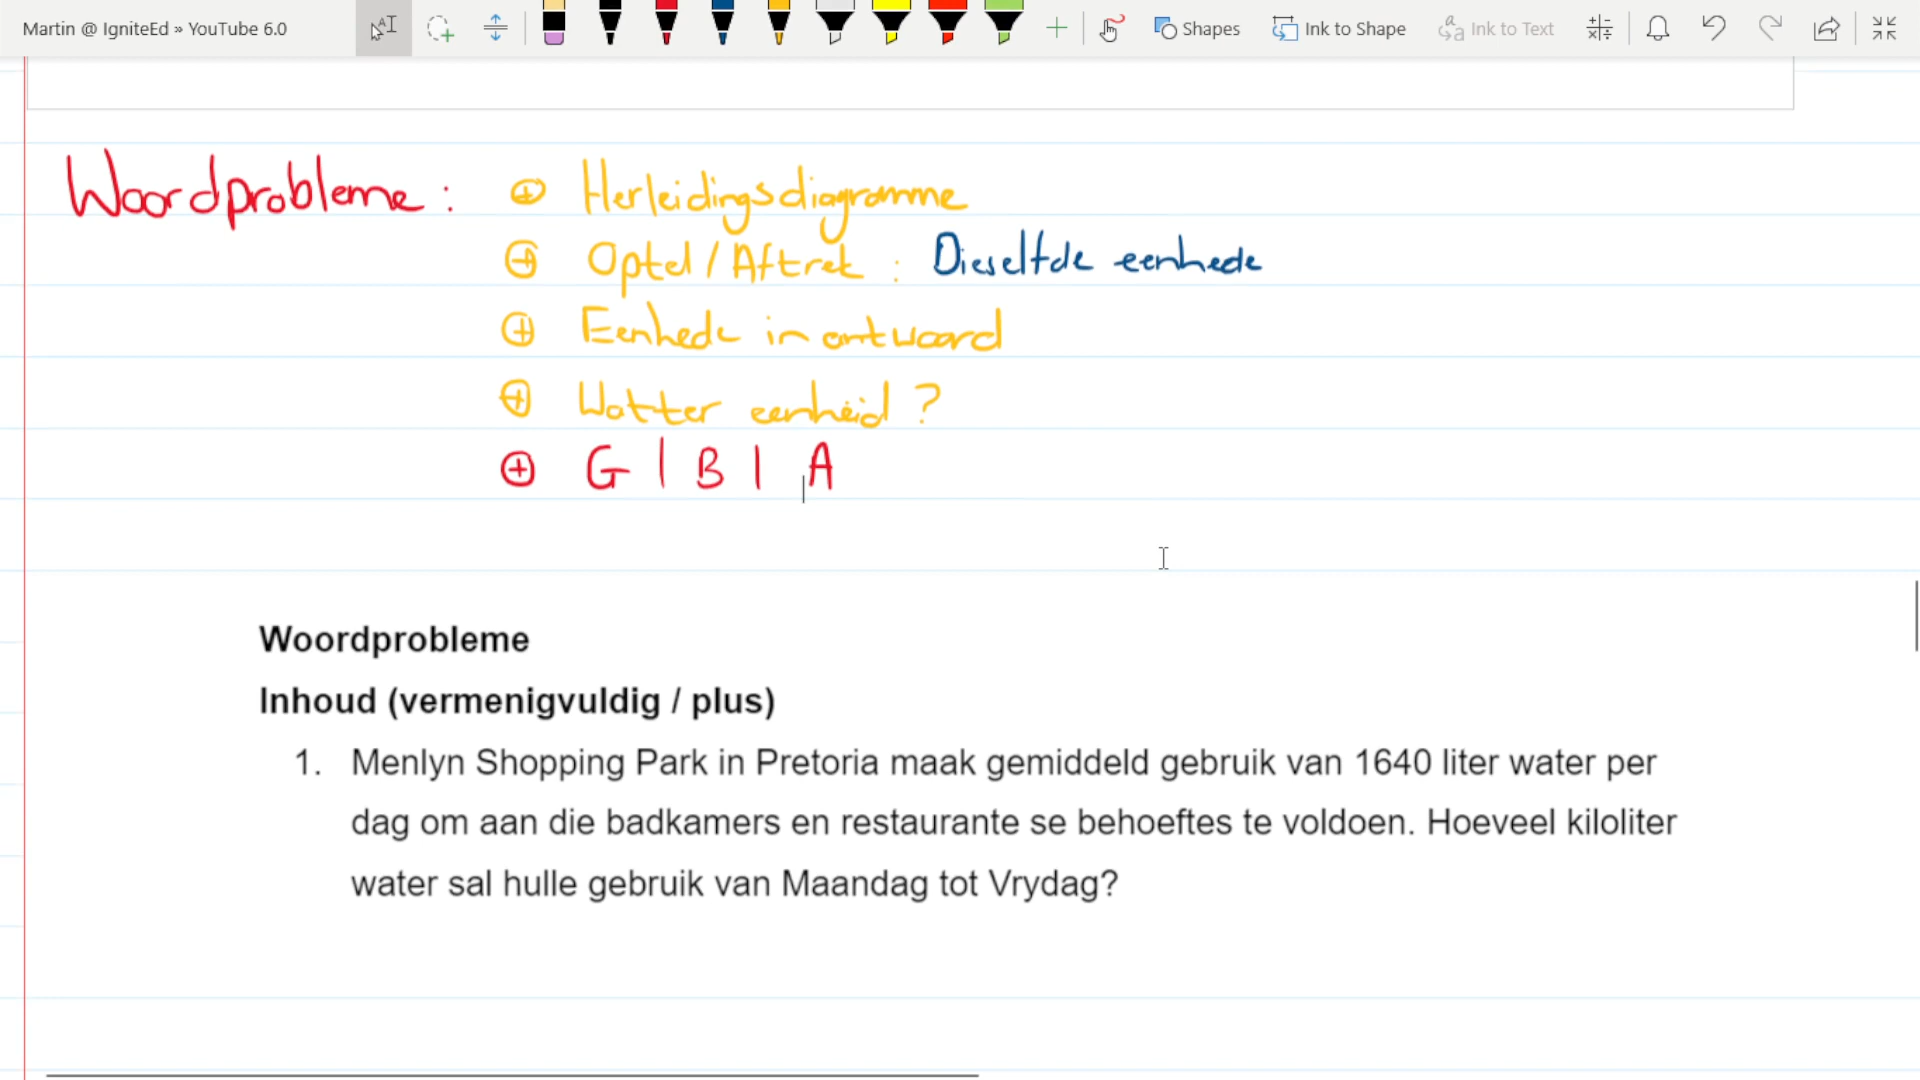 Martin @ IgniteEd » YouTube 6.0
Shapes
Ink to Shape
Ink to Text
Woordprobleme :
Herleidingsdiagramme
Optel / Aftrek : Dieselfde eenhede
Eenhede in antwoord
Watter eenheid ?
G | B | A
Woordprobleme
Inhoud (vermenigvuldig / plus)
1. Menlyn Shopping Park in Pretoria maak gemiddeld gebruik van 1640 liter water per
dag om aan die badkamers en restaurante se behoeftes te voldoen. Hoeveel kiloliter
water sal hulle gebruik van Maandag tot Vrydag?